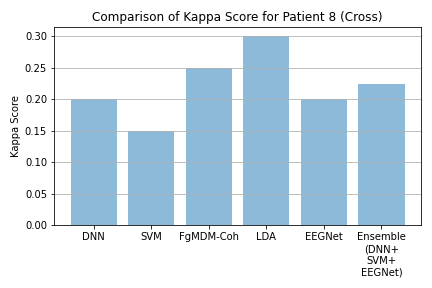 Comparison of Kappa Score for Patient 8 (Cross)
Kappa Score
0.30
0.25
0.20
0.15
0.10
0.05
0.00
DNN SVM FgMDM-Coh LDA EEGNet Ensemble
(DNN+
SVM+
EEGNet)